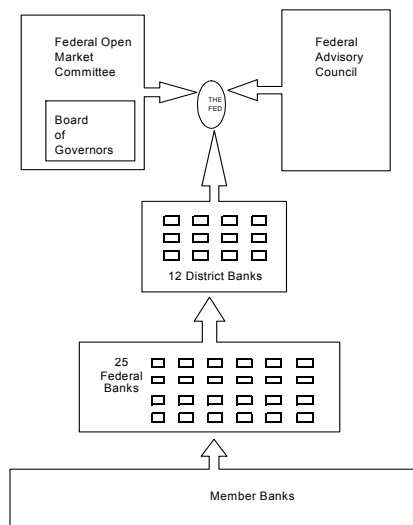 Federal Open
Market
Committee
Board
of
Governors
THE
FED
Federal
Advisory
Council
12 District Banks
25
Federal
Banks
Member Banks